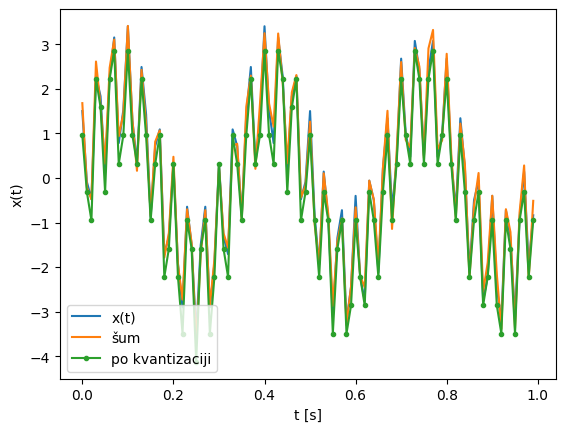 3
2
1
0
−1
−2
−3
−4
x(t)
x(t)
šum
po kvantizaciji
0.0 0.2 0.4 0.6 0.8 1.0
t [s]